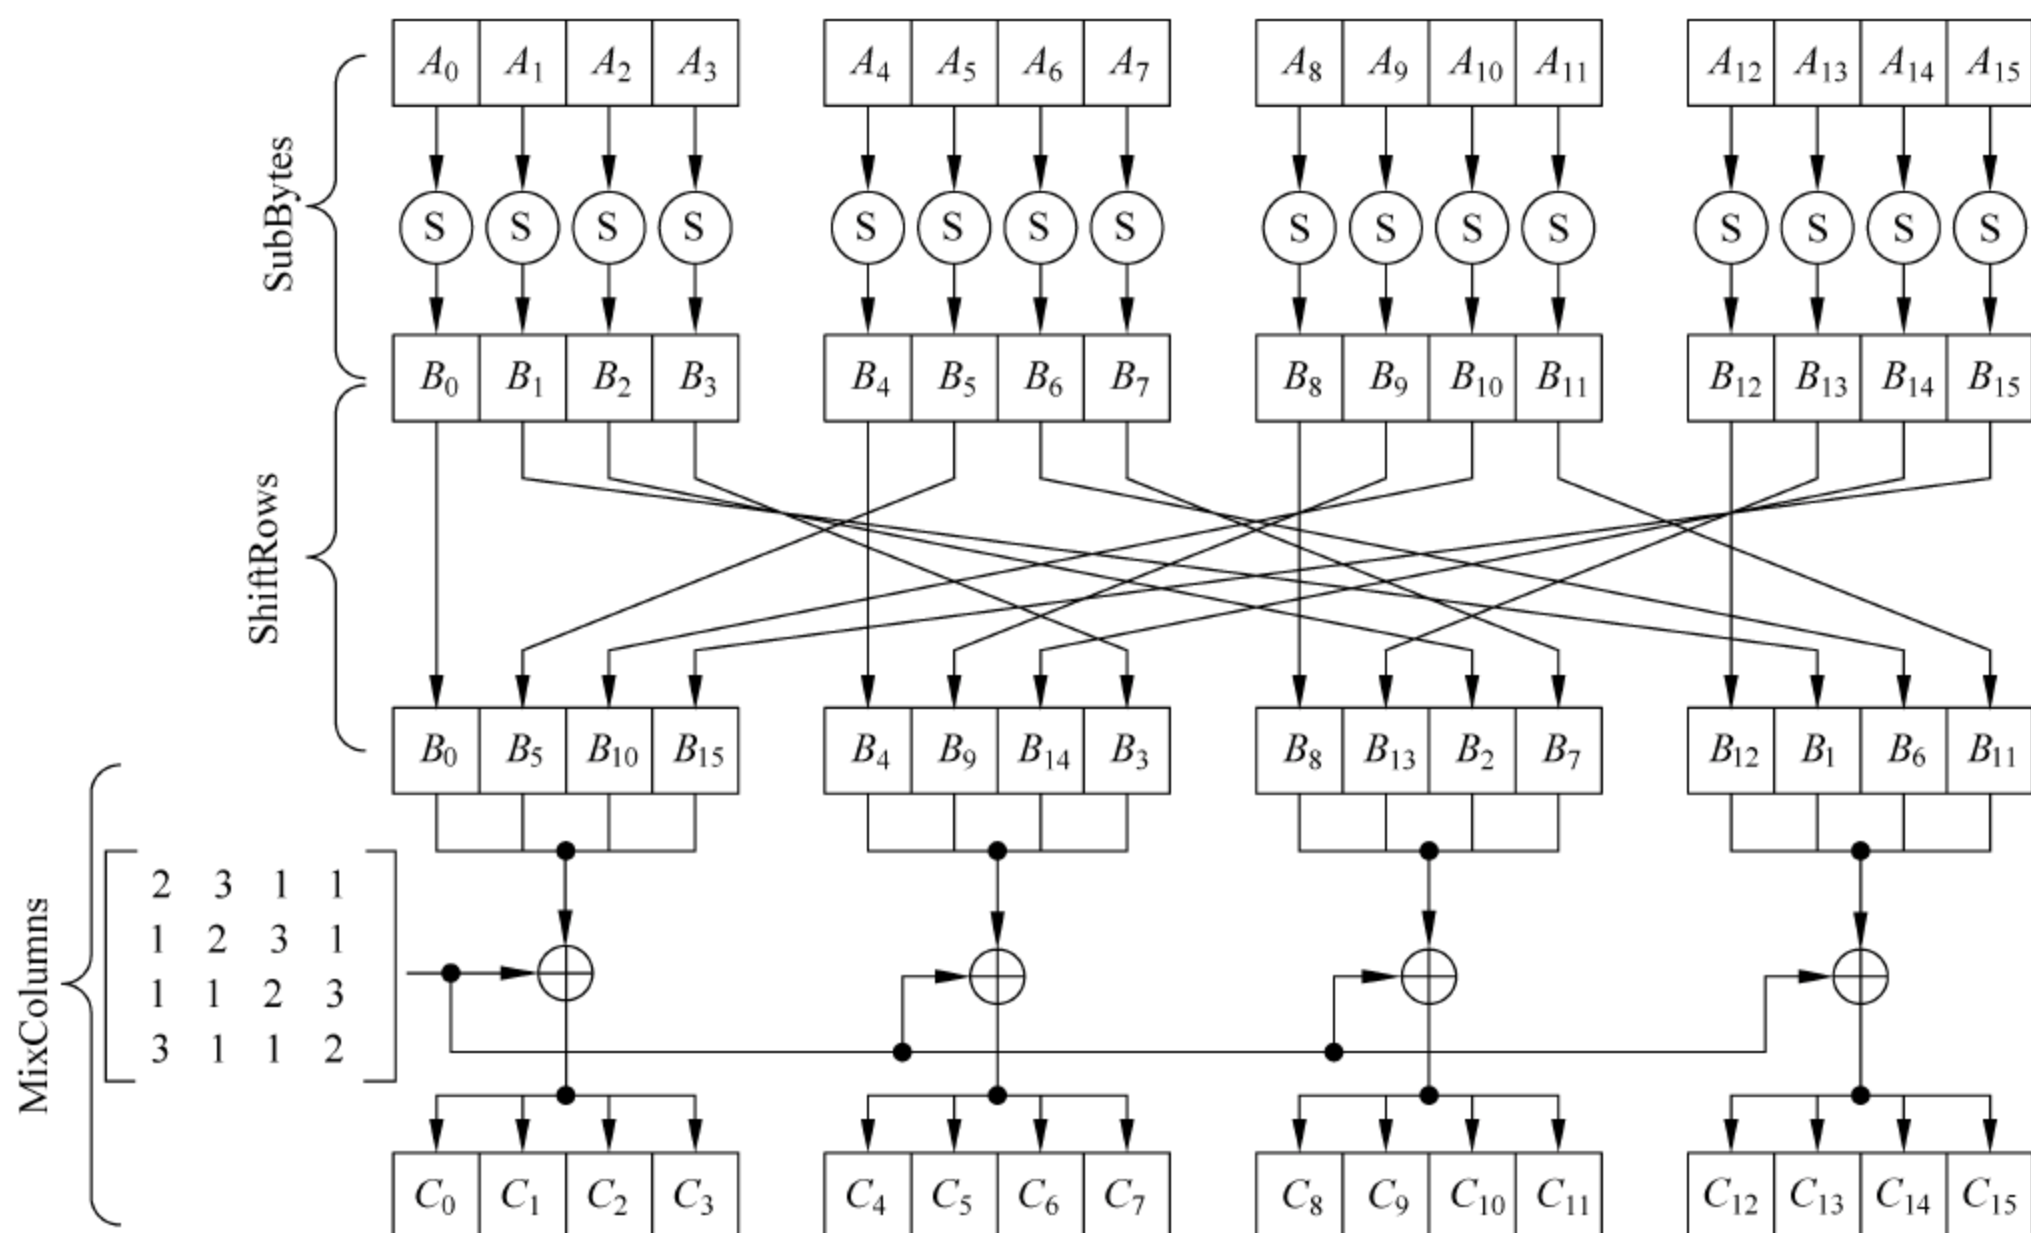 A0 A1 A2 A3 A4 A5 A6 A7 A8 A9 A10 A11 A12 A13 A14 A15
SubBytes
S S S S S S S S S S S S S S S S
B0 B1 B2 B3 B4 B5 B6 B7 B8 B9 B10 B11 B12 B13 B14 B15
ShiftRows
B0 B5 B10 B15 B4 B9 B14 B3 B8 B13 B2 B7 B12 B1 B6 B11
MixColumns
2 3 1 1
1 2 3 1
1 1 2 3
3 1 1 2
C0 C1 C2 C3 C4 C5 C6 C7 C8 C9 C10 C11 C12 C13 C14 C15